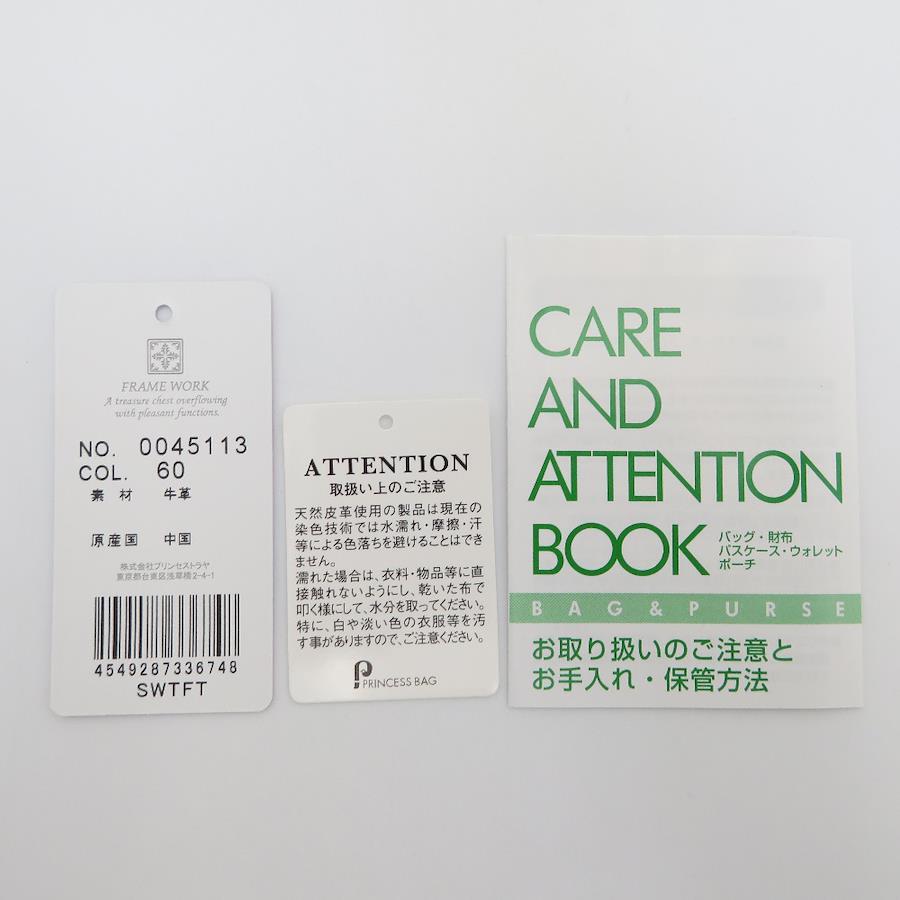 FRAME WORK
A treasure chest overflowing
with pleasant functions.
NO. 0045113
COL. 60
素材 牛革
原産国 中国
株式会社プリンセストラヤ
東京都台東区浅草橋2-4-1
4549287336748
SWTFT
ATTENTION
取扱い上のご注意
天然皮革使用の製品は現在の
染色技術では水濡れ・摩擦・汗
等による色落ちを避けることはでき
ません。
濡れた場合は、衣料・物品等に直
接触れないようにし、乾いた布で
叩く様にして、水分を取ってください。
特に、白や淡い色の衣服等を汚
す事がありますので、ご注意ください。
PRINCESS BAG
CARE
AND
ATTENTION
BOOK
バッグ・財布
パスケース・ウォレット
ポーチ
BAG & PURSE
お取り扱いのご注意と
お手入れ・保管方法